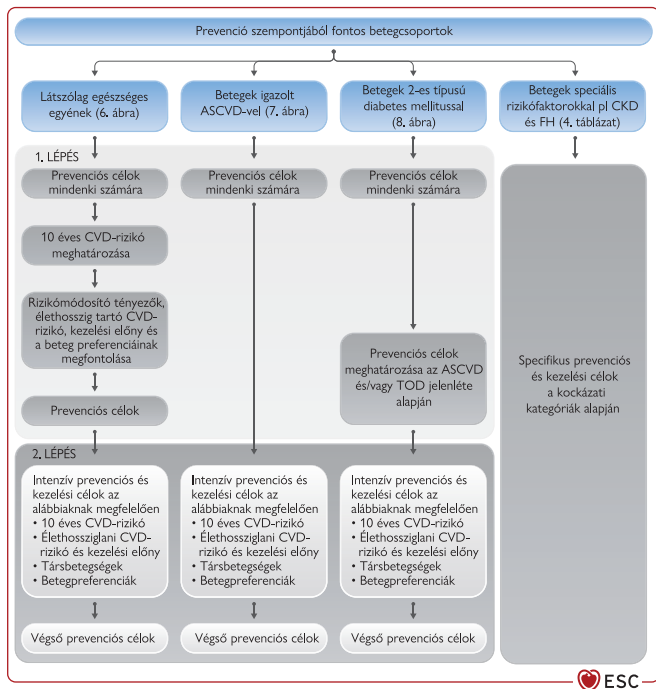 Prevenció szempontjából fontos betegcsoportok
Látszólag egészséges
egyének (6. ábra)
Betegek igazolt
ASCVD-vel (7. ábra)
Betegek 2-es típusú
diabetes mellitussal
(8. ábra)
Betegek speciális
rizikófaktorokkal pl CKD
és FH (4. táblázat)
1. LÉPÉS
Prevenciós célok
mindenki számára
Prevenciós célok
mindenki számára
Prevenciós célok
mindenki számára
10 éves CVD-rizikó
meghatározása
Rizikómódosító tényezők,
élethosszig tartó CVD-
rizikó, kezelési előny és
a beteg preferenciáinak
megfontolása
Prevenciós célok
Prevenciós célok
meghatározása az ASCVD
és/vagy TOD jelenléte
alapján
Specifikus prevenciós
és kezelési célok
a kockázati
kategóriák alapján
2. LÉPÉS
Intenzív prevenciós és
kezelési célok az
alábbiaknak megfelelően
• 10 éves CVD-rizikó
• Élethossziglani CVD-
rizikó és kezelési előny
• Társbetegségek
• Betegpreferenciák
Intenzív prevenciós és
kezelési célok az
alábbiaknak megfelelően
• 10 éves CVD-rizikó
• Élethossziglani CVD-
rizikó és kezelési előny
• Társbetegségek
• Betegpreferenciák
Intenzív prevenciós és
kezelési célok az
alábbiaknak megfelelően
• 10 éves CVD-rizikó
• Élethossziglani CVD-
rizikó és kezelési előny
• Társbetegségek
• Betegpreferenciák
Végső prevenciós célok
Végső prevenciós célok
Végső prevenciós célok
ESC